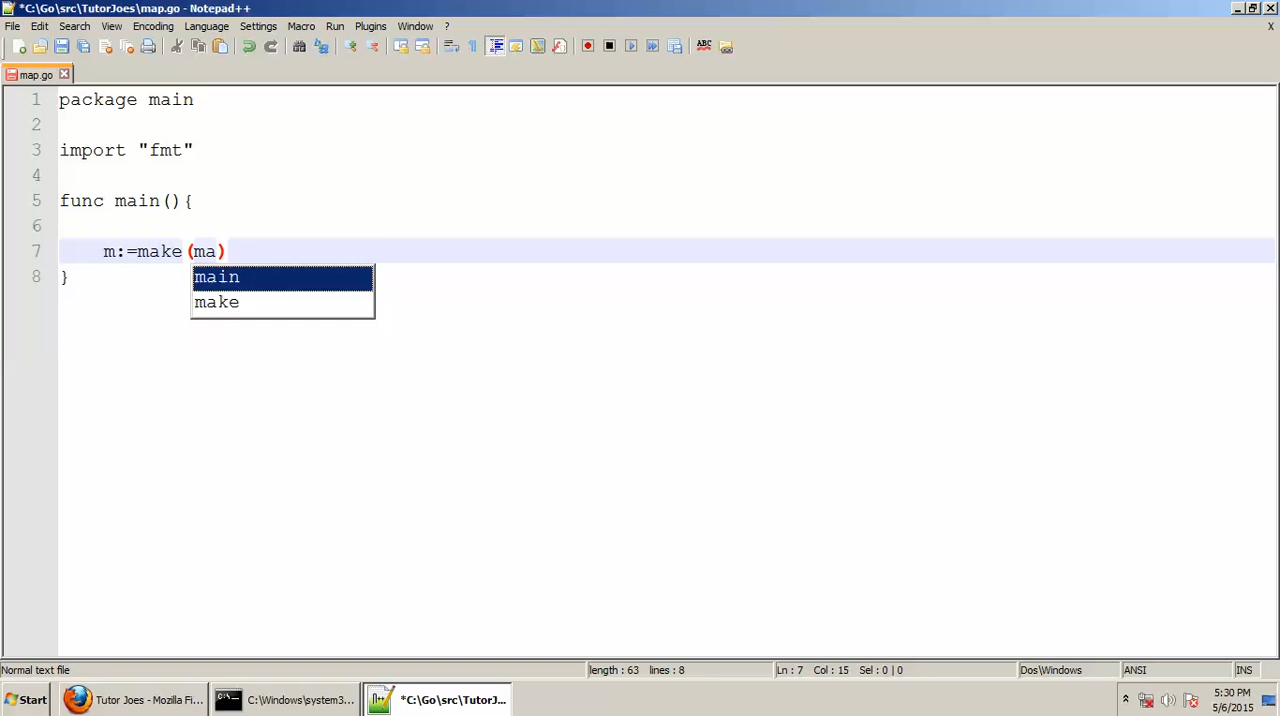 *C:\Go\src\TutorJoes\map.go - Notepad++
File Edit Search View Encoding Language Settings Macro Run Plugins Window ? X
ABC
map.go
1 package main
2
3 import "fmt"
4
5 func main(){
6
7 m:=make(ma)
8 }
main
make
Normal text file length : 63 lines : 8 Ln : 7 Col : 15 Sel : 0 | 0 Dos\Windows ANSI INS
Start Tutor Joes - Mozilla Fi... C:\Windows\system3... *C:\Go\src\TutorJ... 5:30 PM
5/6/2015